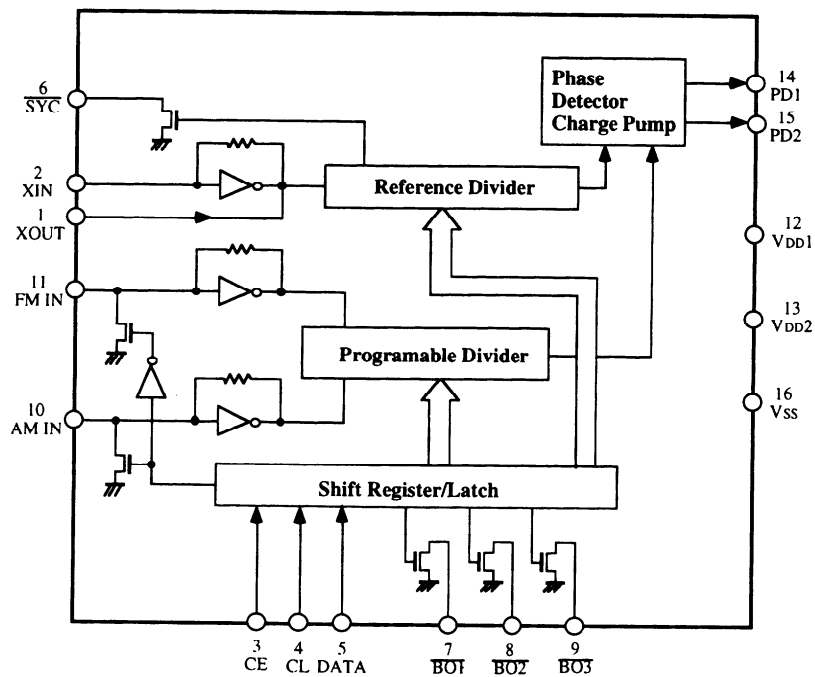 Phase
Detector
Charge Pump
14
PD1
15
PD2
6
SYC
2
XIN
1
XOUT
Reference Divider
12
VDD1
11
FM IN
13
VDD2
Programable Divider
10
AM IN
16
VSS
Shift Register/Latch
3
CE
4
CL
5
DATA
7
BO1
8
BO2
9
BO3